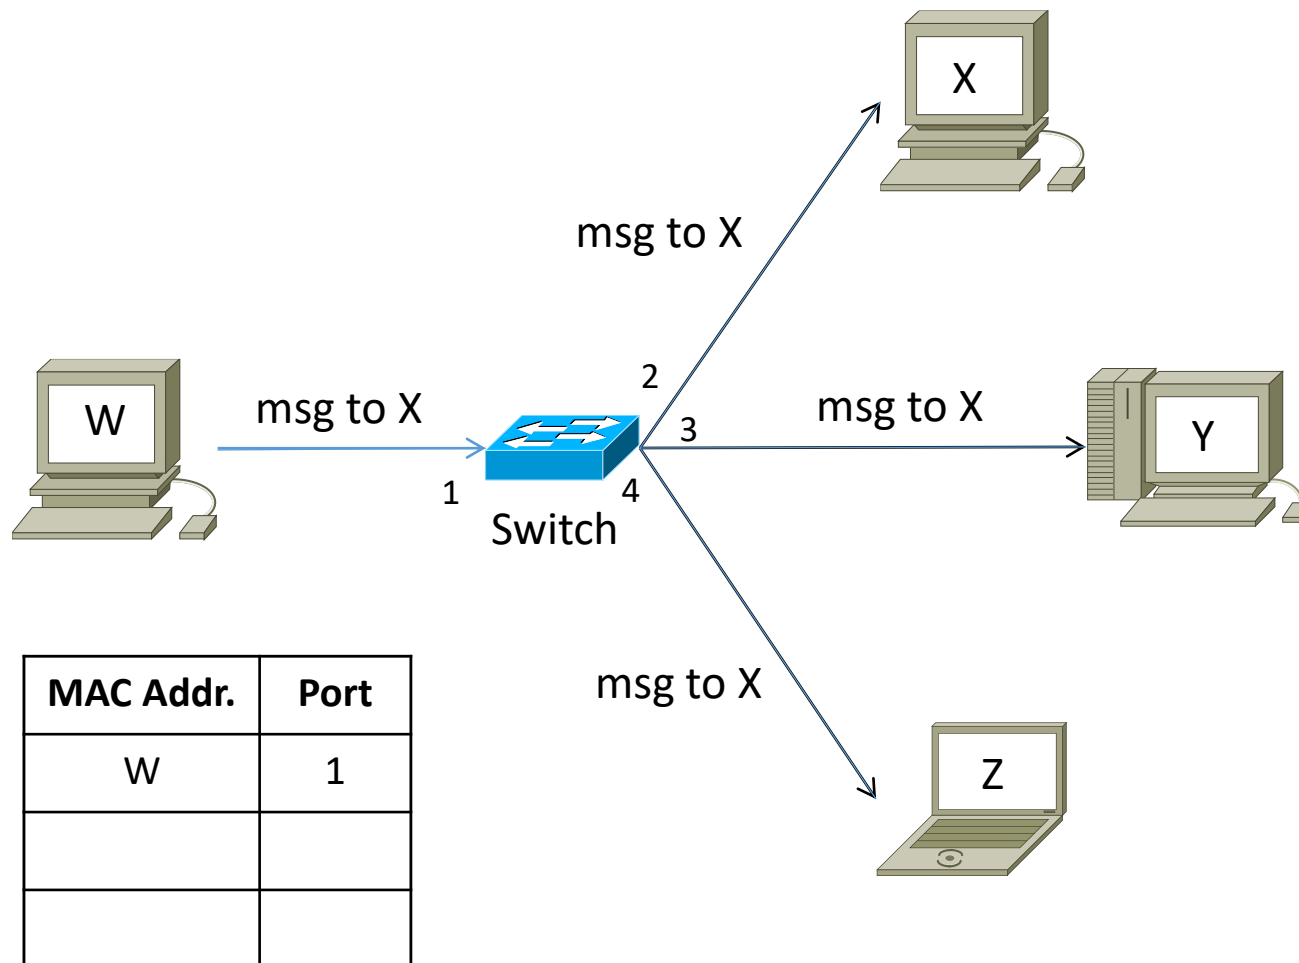 X
msg to X
2
W
msg to X
msg to X
3
Y
1
4
Switch
msg to X
MAC Addr. Port
W 1
Z